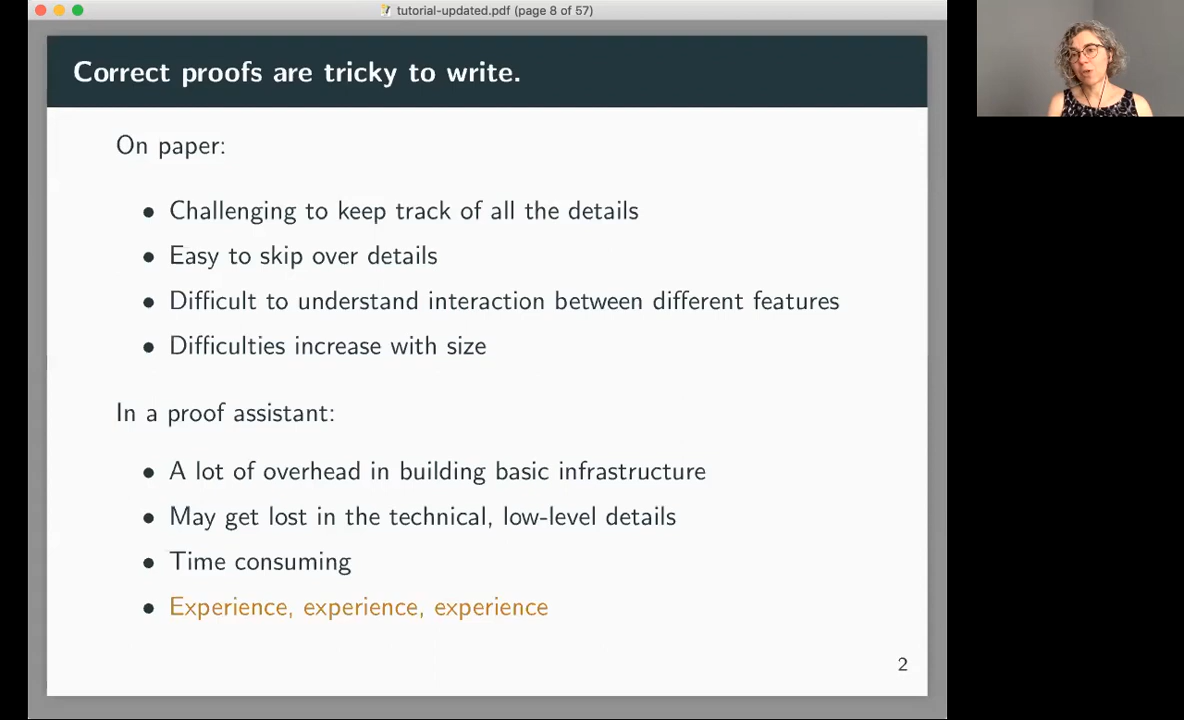 tutorial-updated.pdf (page 8 of 57)
Correct proofs are tricky to write.
On paper:
• Challenging to keep track of all the details
• Easy to skip over details
• Difficult to understand interaction between different features
• Difficulties increase with size
In a proof assistant:
• A lot of overhead in building basic infrastructure
• May get lost in the technical, low-level details
• Time consuming
• Experience, experience, experience
2